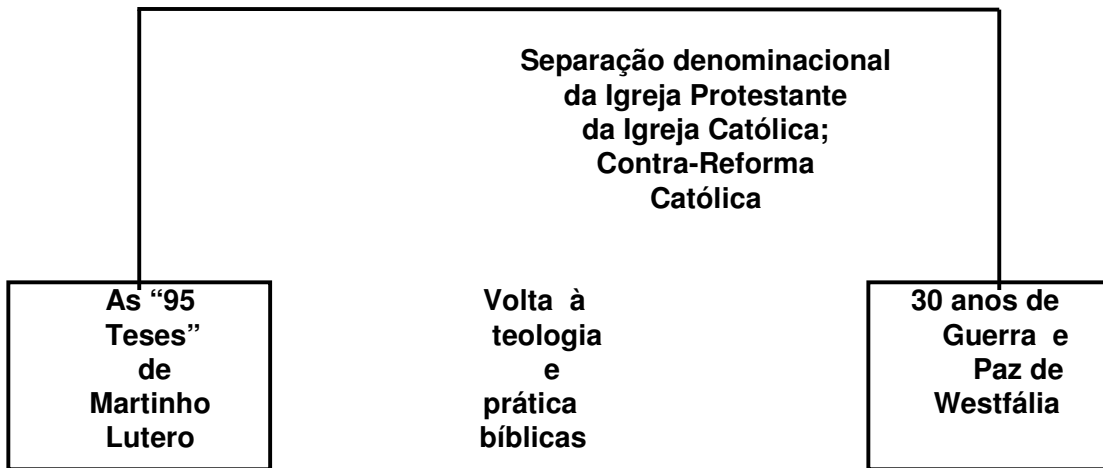 Separação denominacional
da Igreja Protestante
da Igreja Católica;
Contra-Reforma
Católica
As “95
Teses”
de
Martinho
Lutero
Volta à
teologia
e
prática
bíblicas
30 anos de
Guerra e
Paz de
Westfália